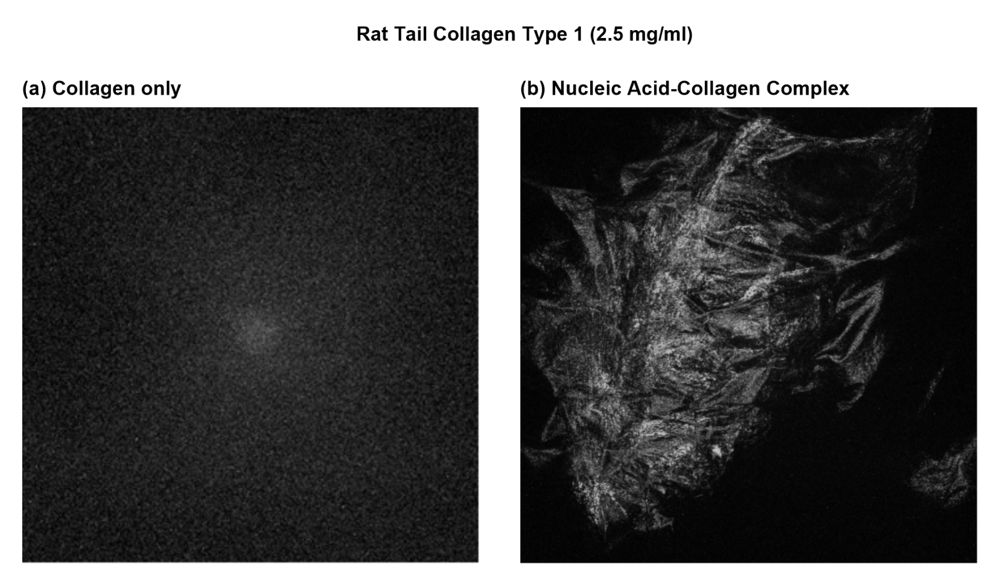 Rat Tail Collagen Type 1 (2.5 mg/ml)
(a) Collagen only
(b) Nucleic Acid-Collagen Complex